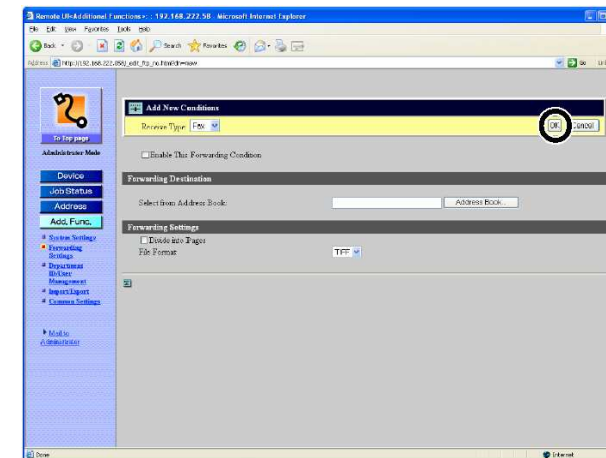 Remote UI<Additional Functions>: : 192.168.222.58 - Microsoft Internet Explorer
File Edit View Favorites Tools Help
Back Search Favorites
Address Go
Add New Conditions
Receive Type: Fax OK Cancel
To Top page
Administrator Mode
Enable This Forwarding Condition
Device
Forwarding Destination
Job Status
Address
Select from Address Book: Address Book...
Add. Func.
Forwarding Settings
System Settings
Divide into Pages
Forwarding
Settings
File Format TIFF
Department
ID/User
Management
Import/Export
Common Settings
Mail to
Administrator
Done Internet